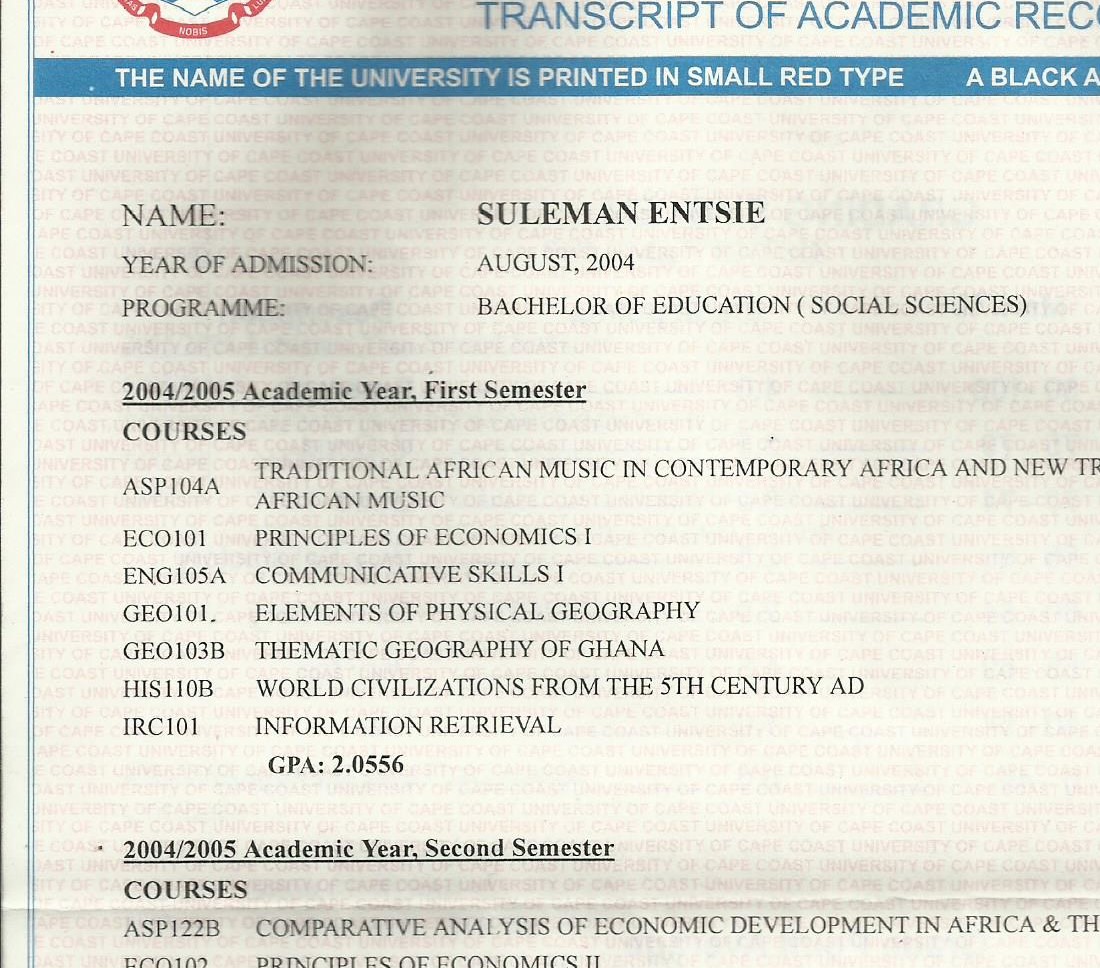 NOBIS
TRANSCRIPT OF ACADEMIC
THE NAME OF THE UNIVERSITY IS PRINTED IN SMALL RED TYPE A BLACK A
NAME: SULEMAN ENTSIE
YEAR OF ADMISSION: AUGUST, 2004
PROGRAMME: BACHELOR OF EDUCATION ( SOCIAL SCIENCES)
2004/2005 Academic Year, First Semester
COURSES
ASP104A TRADITIONAL AFRICAN MUSIC IN CONTEMPORARY AFRICA AND NEW TR
AFRICAN MUSIC
ECO101 PRINCIPLES OF ECONOMICS I
ENG105A COMMUNICATIVE SKILLS I
GEO101 ELEMENTS OF PHYSICAL GEOGRAPHY
GEO103B THEMATIC GEOGRAPHY OF GHANA
HIS110B WORLD CIVILIZATIONS FROM THE 5TH CENTURY AD
IRC101 INFORMATION RETRIEVAL
GPA: 2.0556
2004/2005 Academic Year, Second Semester
COURSES
ASP122B COMPARATIVE ANALYSIS OF ECONOMIC DEVELOPMENT IN AFRICA & TH
ECO102 PRINCIPLES OF ECONOMICS II